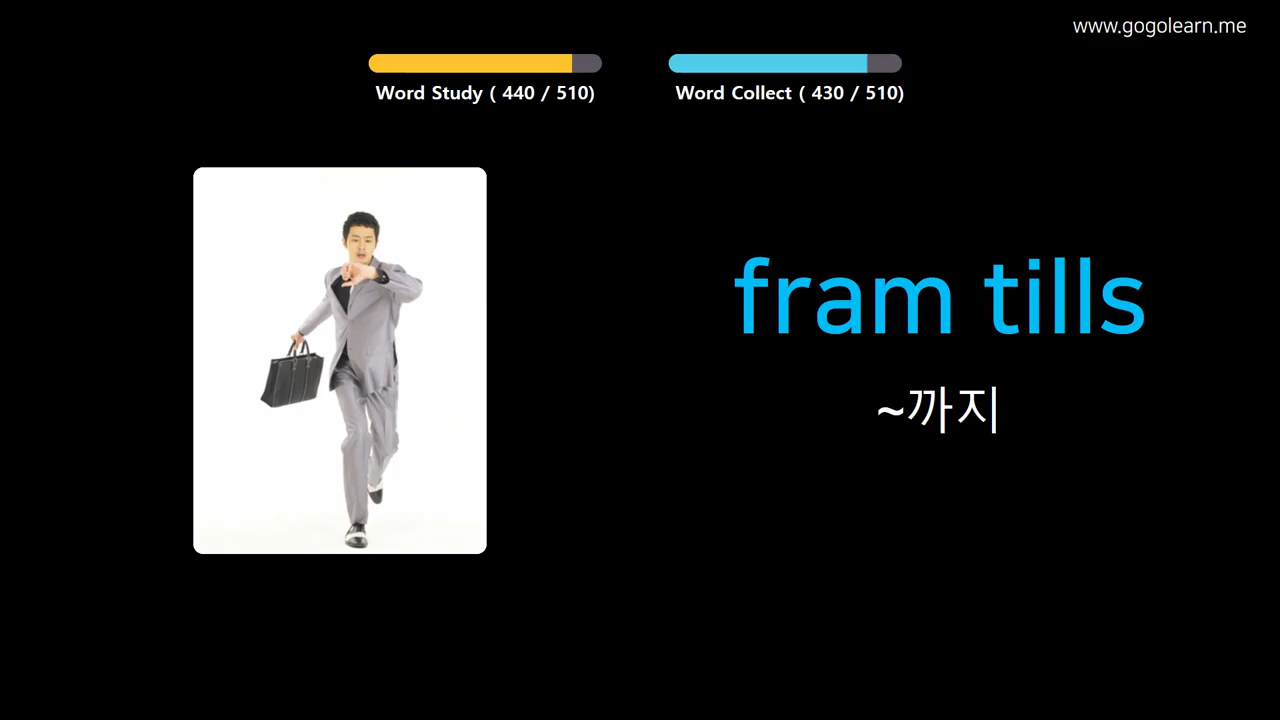 www.gogolearn.me
Word Study ( 440 / 510)
Word Collect ( 430 / 510)
fram tills
~까지